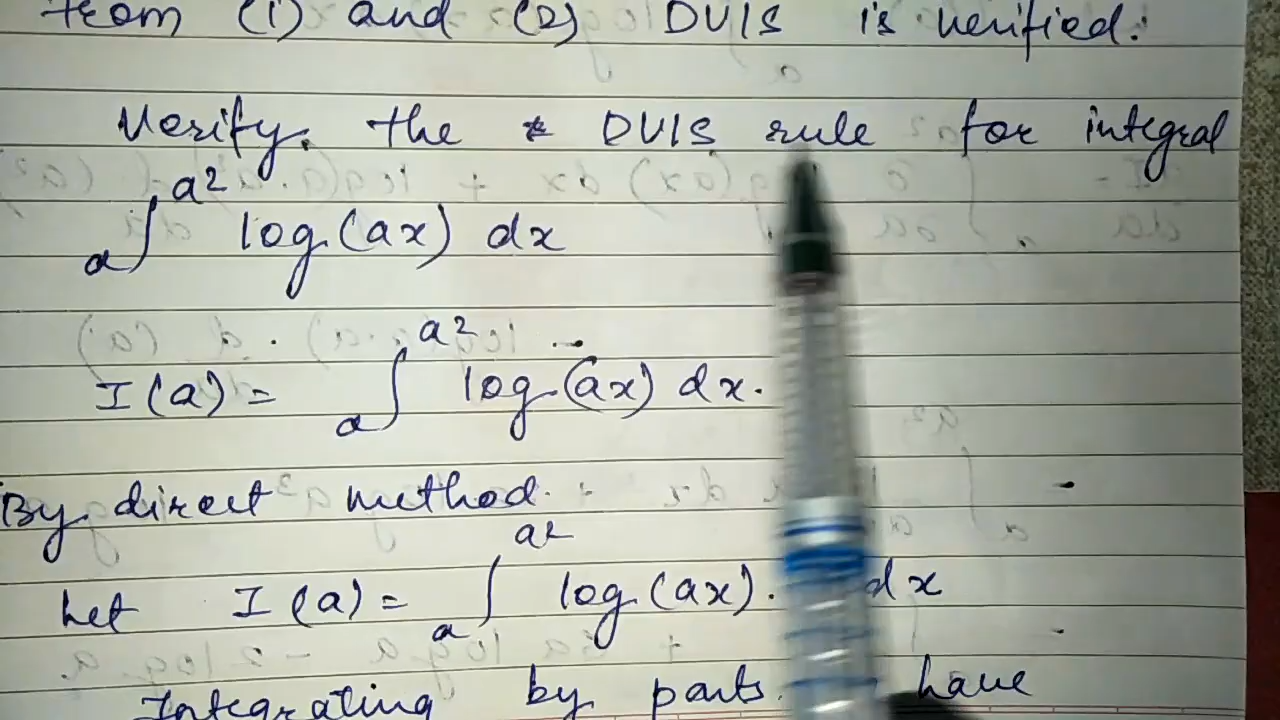 from (1) and (2) DUIS is verified.
Verify the DUIS rule for integral
a∫a² log(ax) dx
I(a) = a∫a² log(ax) dx.
By direct method.
Let I(a) = a∫a² log(ax). dx
Integrating by parts have